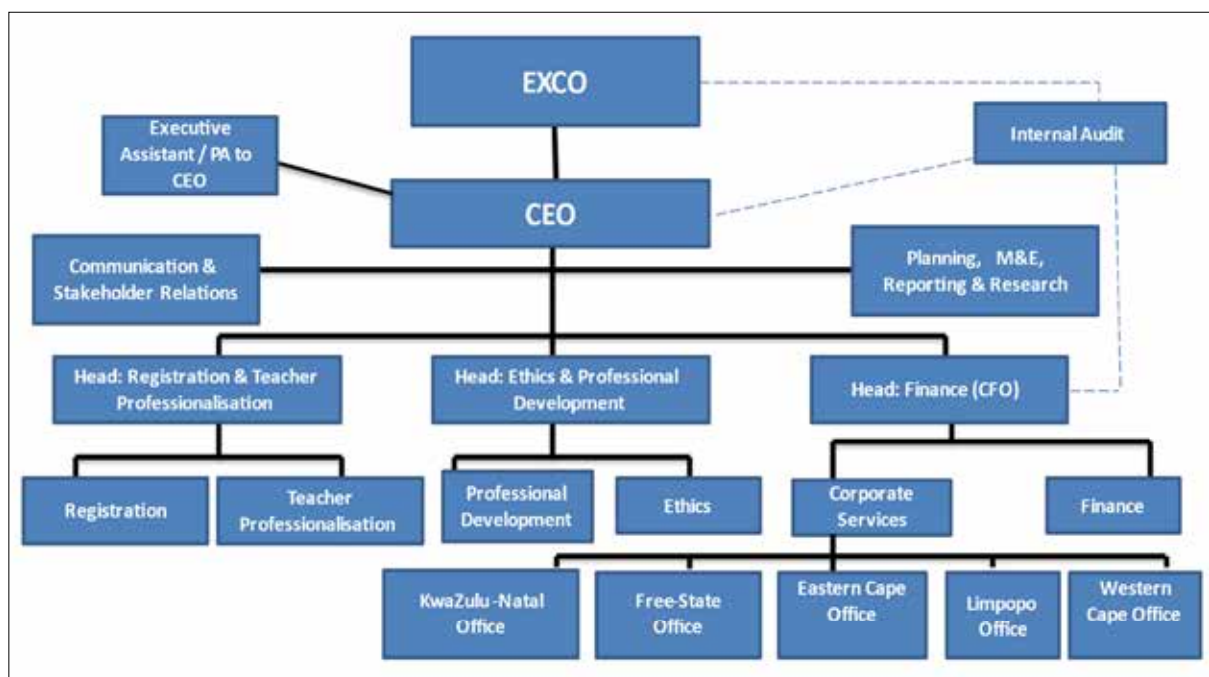 EXCO
Executive
Assistant / PA to
CEO
Internal Audit
CEO
Communication &
Stakeholder Relations
Planning, M&E,
Reporting & Research
Head: Registration & Teacher
Professionalisation
Head: Ethics & Professional
Development
Head: Finance (CFO)
Registration
Teacher
Professionalisation
Professional
Development
Ethics
Corporate
Services
Finance
KwaZulu-Natal
Office
Free-State
Office
Eastern Cape
Office
Limpopo
Office
Western
Cape Office